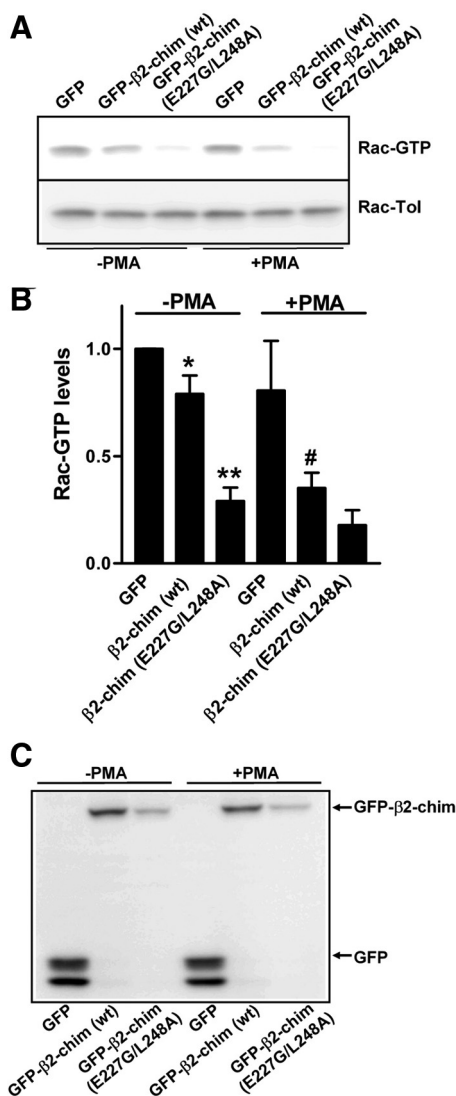 A
GFP
GFP-β2-chim (wt)
GFP-β2-chim
(E227G/L248A)
GFP
GFP-β2-chim (wt)
GFP-β2-chim
(E227G/L248A)
Rac-GTP
Rac-Tol
-PMA
+PMA
B
-PMA
+PMA
Rac-GTP levels
1.0
0.5
0.0
*
**
#
GFP
β2-chim (wt)
β2-chim (E227G/L248A)
GFP
β2-chim (wt)
β2-chim (E227G/L248A)
C
-PMA
+PMA
GFP-β2-chim
GFP
GFP
GFP-β2-chim (wt)
GFP-β2-chim
(E227G/L248A)
GFP
GFP-β2-chim (wt)
GFP-β2-chim
(E227G/L248A)